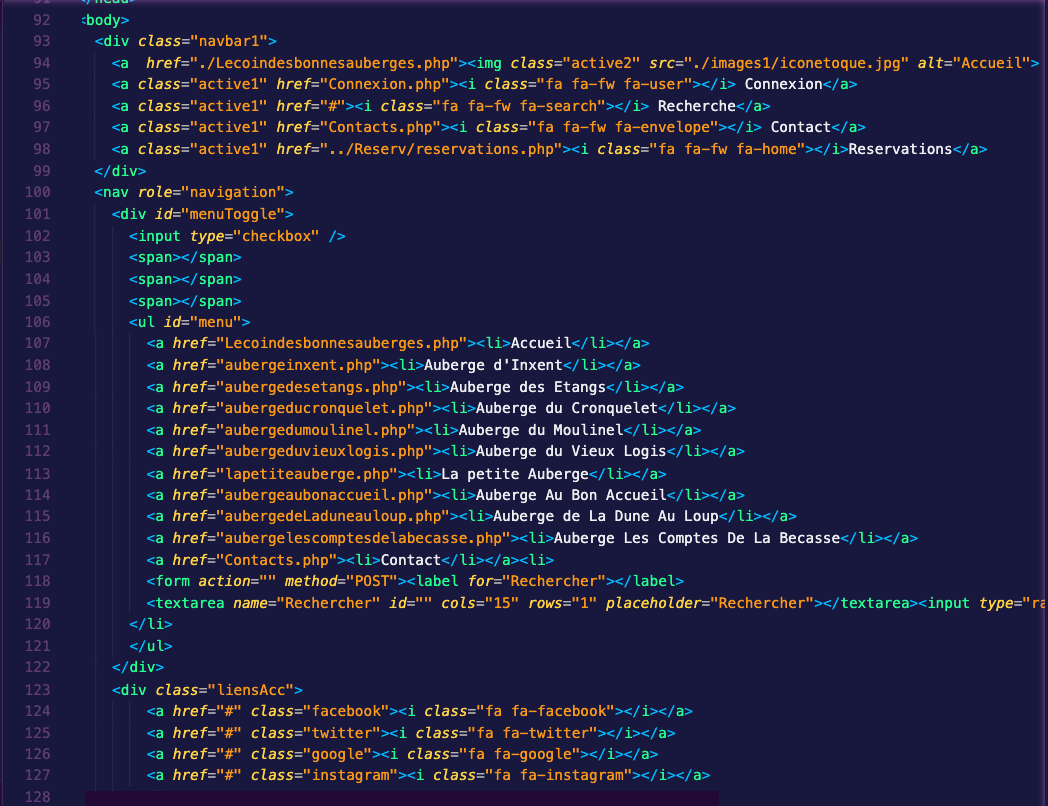 91 </head>
92 <body>
93 <div class="navbar1">
94 <a  href="./Lecoindesbonnesauberges.php"><img class="active2" src="./images1/iconetoque.jpg" alt="Accueil">
95 <a class="active1" href="Connexion.php"><i class="fa fa-fw fa-user"></i> Connexion</a>
96 <a class="active1" href="#"><i class="fa fa-fw fa-search"></i> Recherche</a>
97 <a class="active1" href="Contacts.php"><i class="fa fa-fw fa-envelope"></i> Contact</a>
98 <a class="active1" href="../Reserv/reservations.php"><i class="fa fa-fw fa-home"></i>Reservations</a>
99 </div>
100 <nav role="navigation">
101 <div id="menuToggle">
102 <input type="checkbox" />
103 <span></span>
104 <span></span>
105 <span></span>
106 <ul id="menu">
107 <a href="Lecoindesbonnesauberges.php"><li>Accueil</li></a>
108 <a href="aubergeinxent.php"><li>Auberge d'Inxent</li></a>
109 <a href="aubergedesetangs.php"><li>Auberge des Etangs</li></a>
110 <a href="aubergeducronquelet.php"><li>Auberge du Cronquelet</li></a>
111 <a href="aubergedumoulinel.php"><li>Auberge du Moulinel</li></a>
112 <a href="aubergeduvieuxlogis.php"><li>Auberge du Vieux Logis</li></a>
113 <a href="lapetiteauberge.php"><li>La petite Auberge</li></a>
114 <a href="aubergeaubonaccueil.php"><li>Auberge Au Bon Accueil</li></a>
115 <a href="aubergedeLaduneauloup.php"><li>Auberge de La Dune Au Loup</li></a>
116 <a href="aubergelescomptesdelabecasse.php"><li>Auberge Les Comptes De La Becasse</li></a>
117 <a href="Contacts.php"><li>Contact</li></a><li>
118 <form action="" method="POST"><label for="Rechercher"></label>
119 <textarea name="Rechercher" id="" cols="15" rows="1" placeholder="Rechercher"></textarea><input type="ra
120 </li>
121 </ul>
122 </div>
123 <div class="liensAcc">
124 <a href="#" class="facebook"><i class="fa fa-facebook"></i></a>
125 <a href="#" class="twitter"><i class="fa fa-twitter"></i></a>
126 <a href="#" class="google"><i class="fa fa-google"></i></a>
127 <a href="#" class="instagram"><i class="fa fa-instagram"></i></a>
128